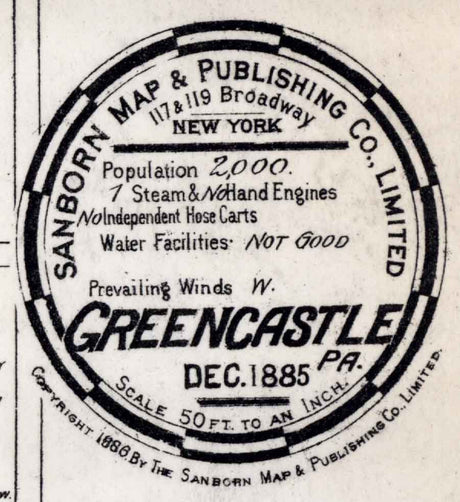 SANBORN MAP & PUBLISHING CO., LIMITED
117 & 119 Broadway
NEW YORK
Population 2,000.
1 Steam & No Hand Engines
No Independent Hose Carts
Water Facilities. NOT GOOD
Prevailing Winds W.
GREENCASTLE
PA.
DEC. 1885
SCALE 50 FT. TO AN INCH.
COPYRIGHT 1886, BY THE SANBORN MAP & PUBLISHING CO., LIMITED.